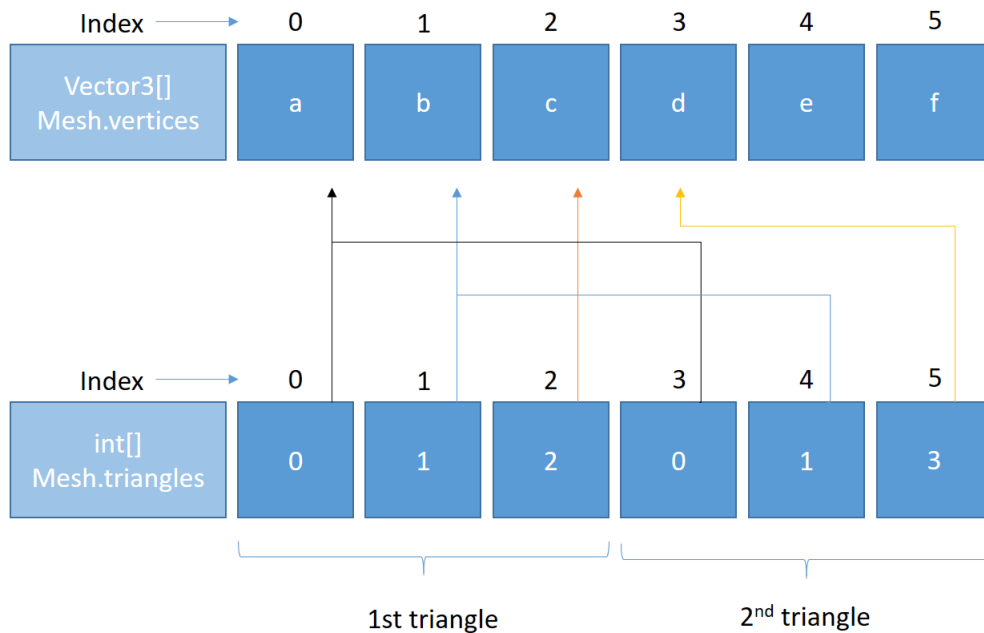 Index 0 1 2 3 4 5
Vector3[]
Mesh.vertices
a b c d e f
Index 0 1 2 3 4 5
int[]
Mesh.triangles
0 1 2 0 1 3
1st triangle
2nd triangle